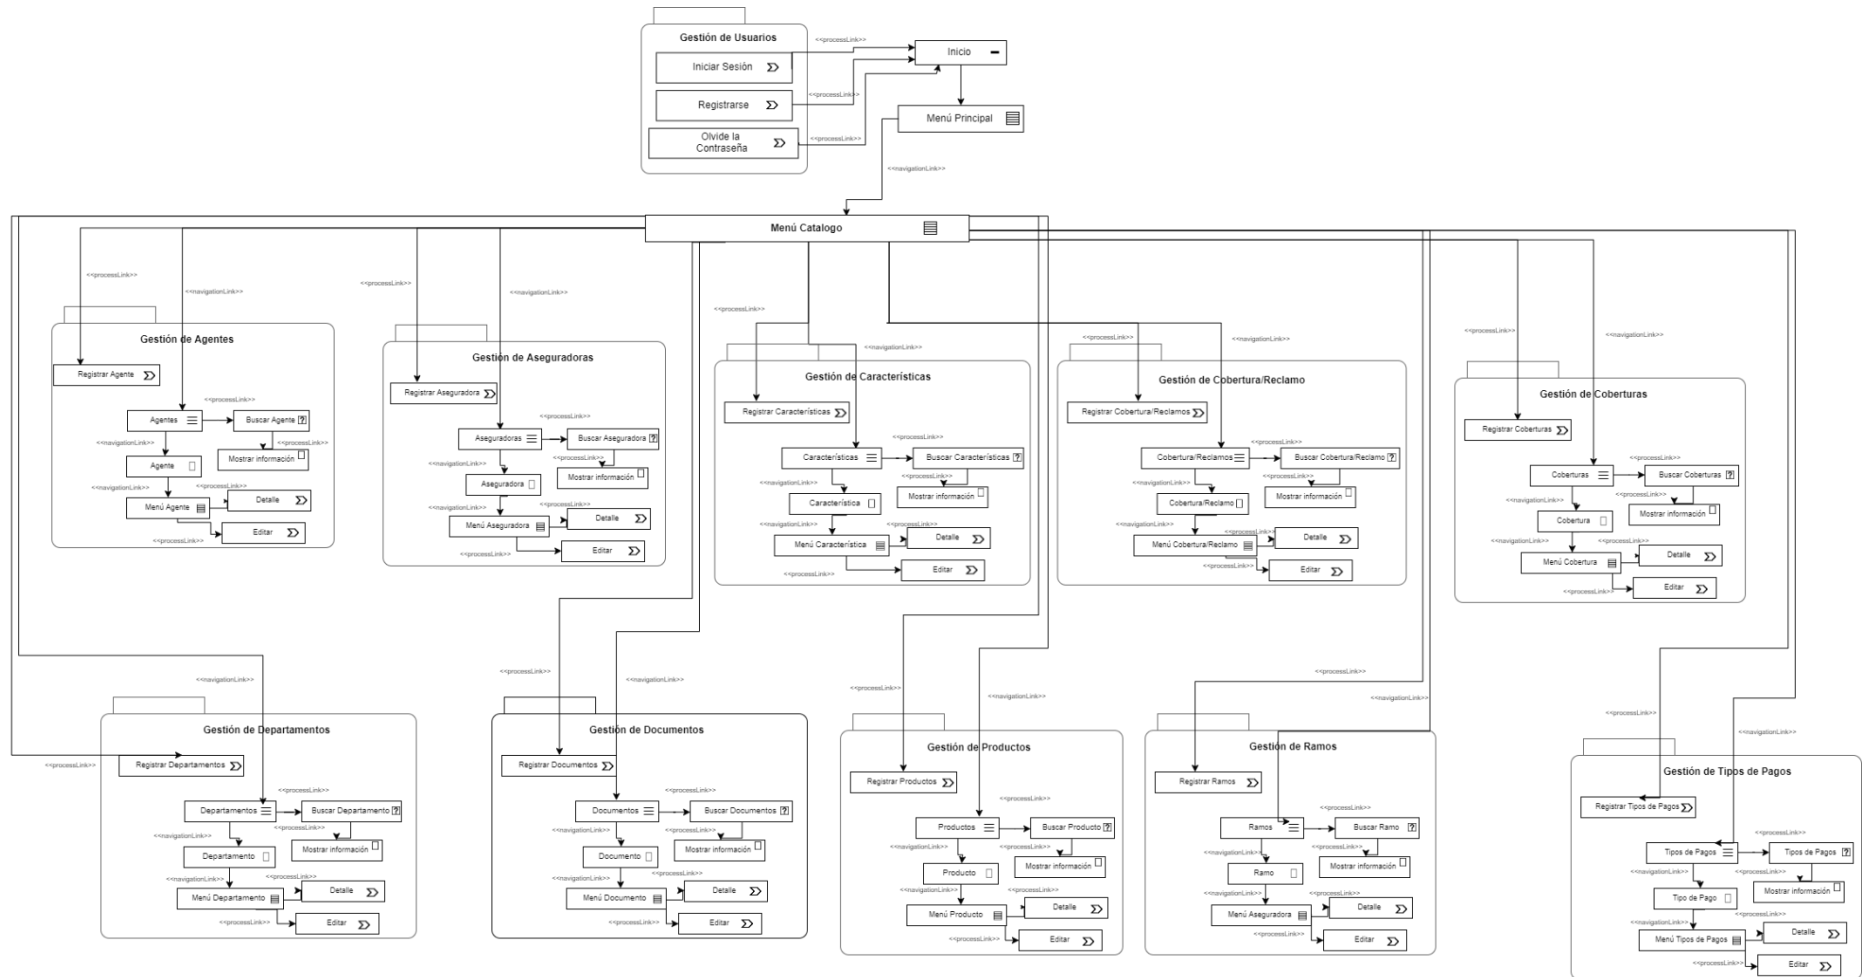 Gestión de Usuarios
Iniciar Sesión
Registrarse
Olvide la
Contraseña
<<processLink>>
<<processLink>>
<<processLink>>
Inicio
Menú Principal
<<navigationLink>>
Menú Catalogo
<<processLink>>
<<navigationLink>>
Gestión de Agentes
Registrar Agente
Agentes
<<processLink>>
Buscar Agente
<<navigationLink>>
<<processLink>>
Mostrar información
Agente
<<navigationLink>>
<<processLink>>
Detalle
Menú Agente
Editar
<<processLink>>
<<processLink>>
<<navigationLink>>
Gestión de Aseguradoras
Registrar Aseguradora
Aseguradoras
<<processLink>>
Buscar Aseguradora
<<navigationLink>>
<<processLink>>
Mostrar información
Aseguradora
<<navigationLink>>
<<processLink>>
Detalle
Menú Aseguradora
Editar
<<processLink>>
<<processLink>>
<<navigationLink>>
Gestión de Características
Registrar Características
Características
<<processLink>>
Buscar Características
<<navigationLink>>
<<processLink>>
Mostrar información
Característica
<<navigationLink>>
<<processLink>>
Detalle
Menú Característica
Editar
<<processLink>>
<<processLink>>
<<navigationLink>>
Gestión de Cobertura/Reclamo
Registrar Cobertura/Reclamos
Cobertura/Reclamos
<<processLink>>
Buscar Cobertura/Reclamo
<<navigationLink>>
<<processLink>>
Mostrar información
Cobertura/Reclamo
<<navigationLink>>
<<processLink>>
Detalle
Menú Cobertura/Reclamo
Editar
<<processLink>>
<<processLink>>
<<navigationLink>>
Gestión de Coberturas
Registrar Coberturas
Coberturas
<<processLink>>
Buscar Coberturas
<<navigationLink>>
<<processLink>>
Mostrar información
Cobertura
<<navigationLink>>
<<processLink>>
Detalle
Menú Cobertura
Editar
<<processLink>>
<<navigationLink>>
<<processLink>>
Gestión de Departamentos
Registrar Departamentos
Departamentos
<<processLink>>
Buscar Departamento
<<navigationLink>>
<<processLink>>
Mostrar información
Departamento
<<navigationLink>>
<<processLink>>
Detalle
Menú Departamento
Editar
<<processLink>>
<<processLink>>
<<navigationLink>>
Gestión de Documentos
Registrar Documentos
Documentos
<<processLink>>
Buscar Documentos
<<navigationLink>>
<<processLink>>
Mostrar información
Documento
<<navigationLink>>
<<processLink>>
Detalle
Menú Documento
Editar
<<processLink>>
<<processLink>>
<<navigationLink>>
Gestión de Productos
Registrar Productos
Productos
<<processLink>>
Buscar Producto
<<navigationLink>>
<<processLink>>
Mostrar información
Producto
<<navigationLink>>
<<processLink>>
Detalle
Menú Producto
Editar
<<processLink>>
<<processLink>>
<<navigationLink>>
Gestión de Ramos
Registrar Ramos
Ramos
<<processLink>>
Buscar Ramo
<<navigationLink>>
<<processLink>>
Mostrar información
Ramo
<<navigationLink>>
<<processLink>>
Detalle
Menú Aseguradora
Editar
<<processLink>>
<<processLink>>
<<navigationLink>>
Gestión de Tipos de Pagos
Registrar Tipos de Pagos
Tipos de Pagos
<<processLink>>
Tipos de Pagos
<<navigationLink>>
<<processLink>>
Mostrar información
Tipo de Pago
<<navigationLink>>
<<processLink>>
Detalle
Menú Tipos de Pagos
Editar
<<processLink>>